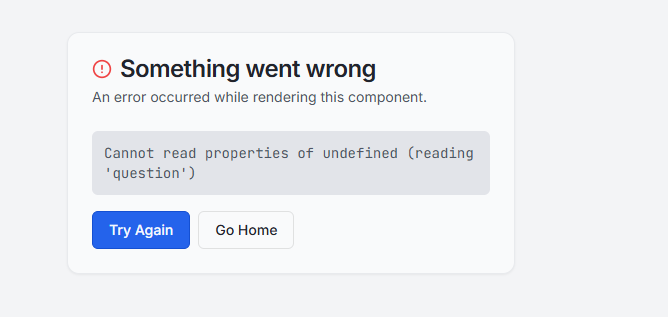 Something went wrong
An error occurred while rendering this component.
Cannot read properties of undefined (reading
'question')
Try Again
Go Home